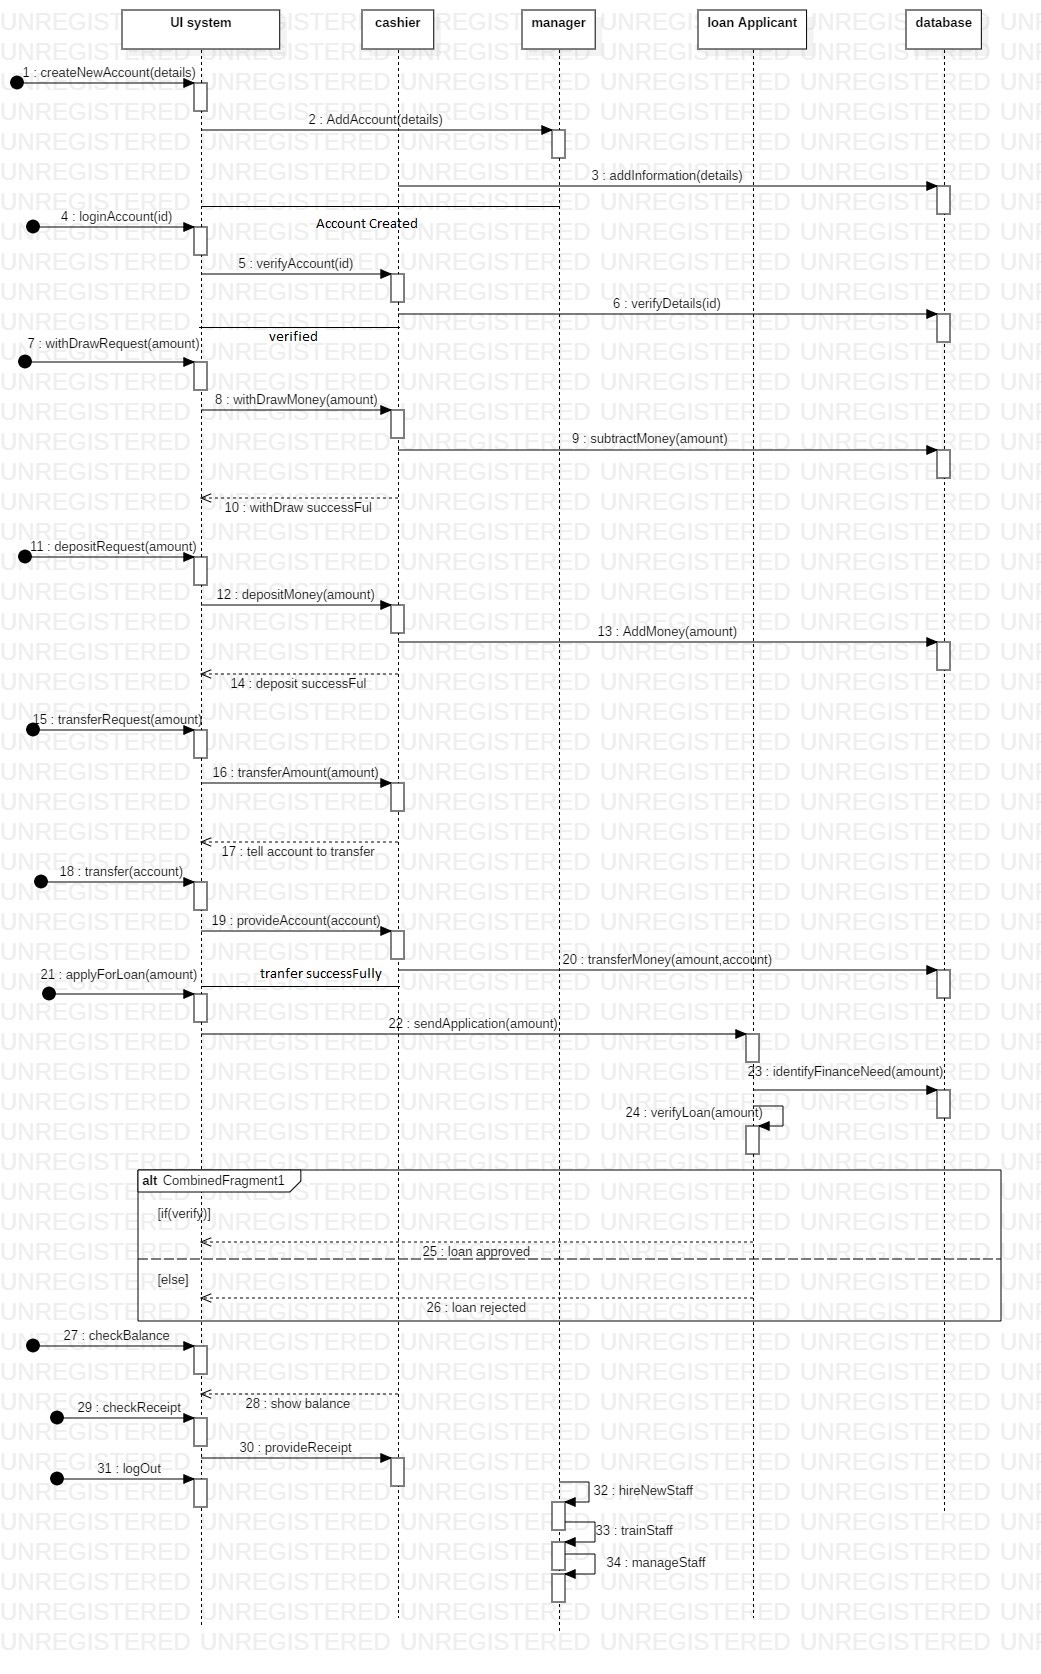 UI system
cashier
manager
loan Applicant
database
1 : createNewAccount(details)
2 : AddAccount(details)
3 : addInformation(details)
Account Created
4 : loginAccount(id)
5 : verifyAccount(id)
6 : verifyDetails(id)
verified
7 : withDrawRequest(amount)
8 : withDrawMoney(amount)
9 : subtractMoney(amount)
10 : withDraw successFul
11 : depositRequest(amount)
12 : depositMoney(amount)
13 : AddMoney(amount)
14 : deposit successFul
15 : transferRequest(amount)
16 : transferAmount(amount)
17 : tell account to transfer
18 : transfer(account)
19 : provideAccount(account)
20 : transferMoney(amount,account)
tranfer successFully
21 : applyForLoan(amount)
22 : sendApplication(amount)
23 : identifyFinanceNeed(amount)
24 : verifyLoan(amount)
alt CombinedFragment1
[if(verify)]
25 : loan approved
[else]
26 : loan rejected
27 : checkBalance
28 : show balance
29 : checkReceipt
30 : provideReceipt
31 : logOut
32 : hireNewStaff
33 : trainStaff
34 : manageStaff
UNREGISTERED